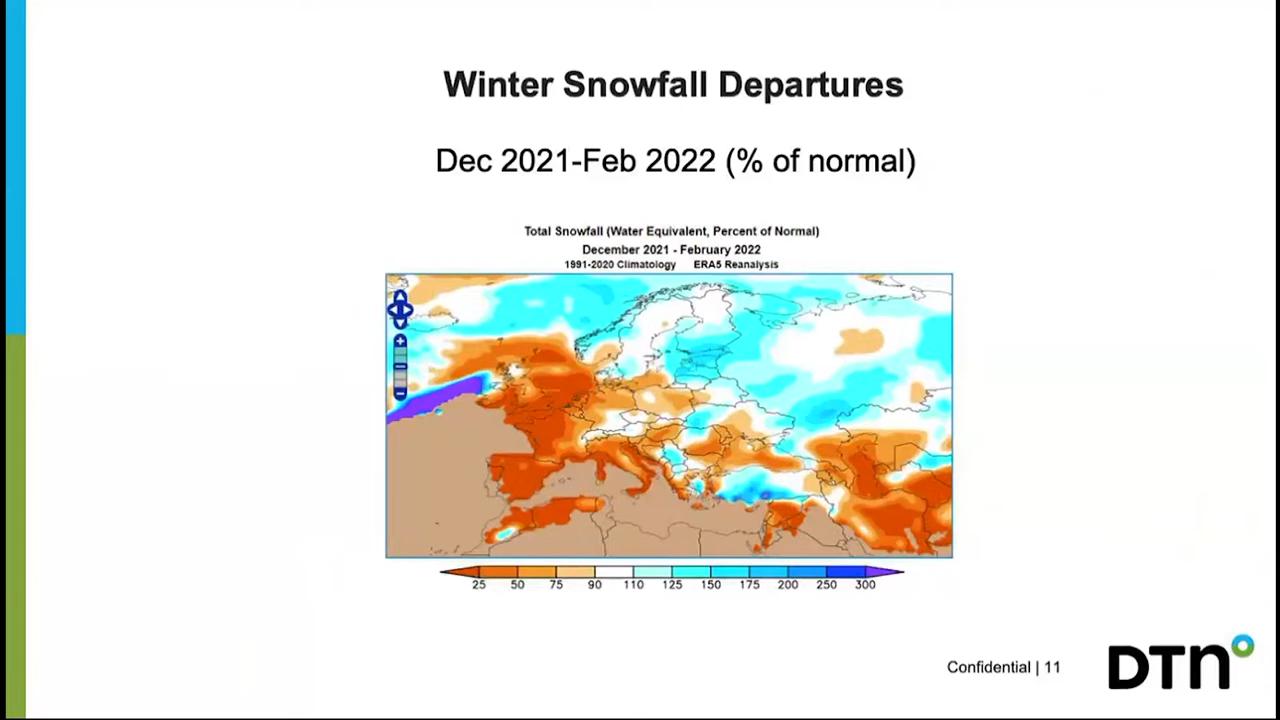 Winter Snowfall Departures
Dec 2021-Feb 2022 (% of normal)
Total Snowfall (Water Equivalent, Percent of Normal)
December 2021 - February 2022
1991-2020 Climatology ERA5 Reanalysis
25 50 75 90 110 125 150 175 200 250 300
Confidential | 11
DTN